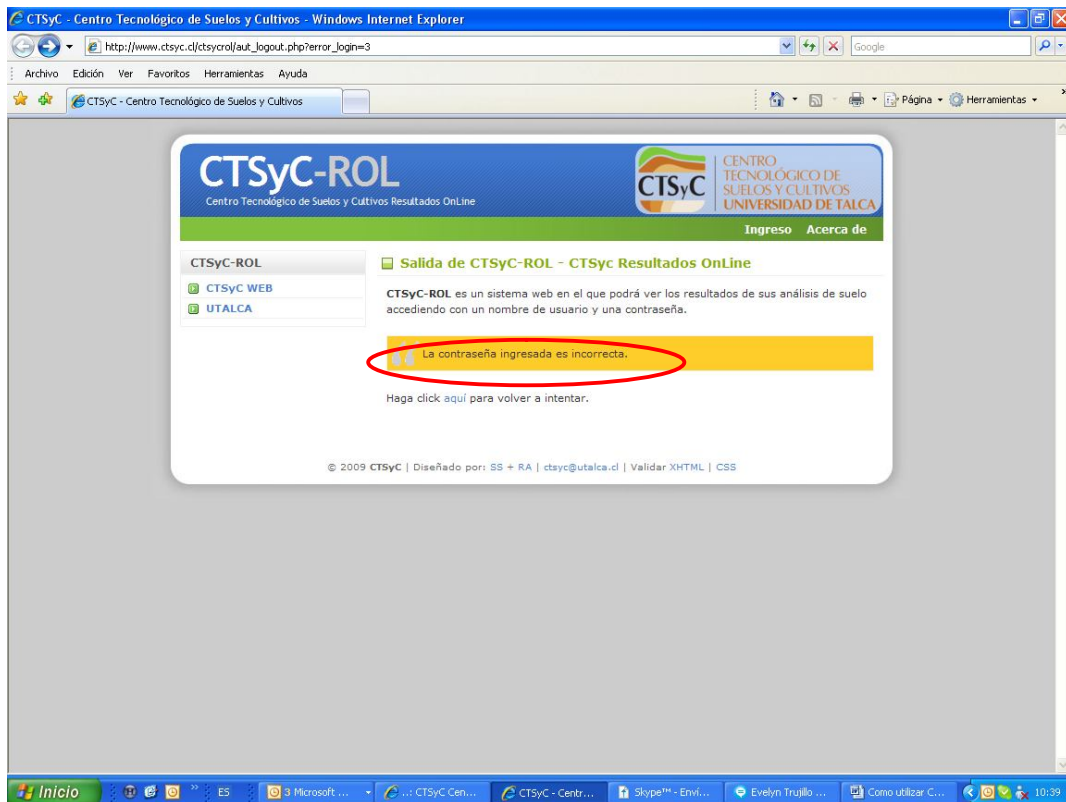 CTSyC - Centro Tecnológico de Suelos y Cultivos - Windows Internet Explorer
http://www.ctsyc.cl/ctsycrol/aut_logout.php?error_login=3
Google
Archivo Edición Ver Favoritos Herramientas Ayuda
CTSyC - Centro Tecnológico de Suelos y Cultivos
Página Herramientas
CTSyC-ROL
Centro Tecnológico de Suelos y Cultivos Resultados OnLine
CTSyC
CENTRO
TECNOLÓGICO DE
SUELOS Y CULTIVOS
UNIVERSIDAD DE TALCA
Ingreso Acerca de
CTSyC-ROL
CTSyC WEB
UTALCA
Salida de CTSyC-ROL - CTSyc Resultados OnLine
CTSyC-ROL es un sistema web en el que podrá ver los resultados de sus análisis de suelo
accediendo con un nombre de usuario y una contraseña.
La contraseña ingresada es incorrecta.
Haga click aquí para volver a intentar.
© 2009 CTSyC | Diseñado por: SS + RA | ctsyc@utalca.cl | Validar XHTML | CSS
Inicio ES 3 Microsoft ... ..: CTSyC Cen... CTSyC - Centr... Skype™ - Enví... Evelyn Trujillo ... Como utilizar C... 10:39